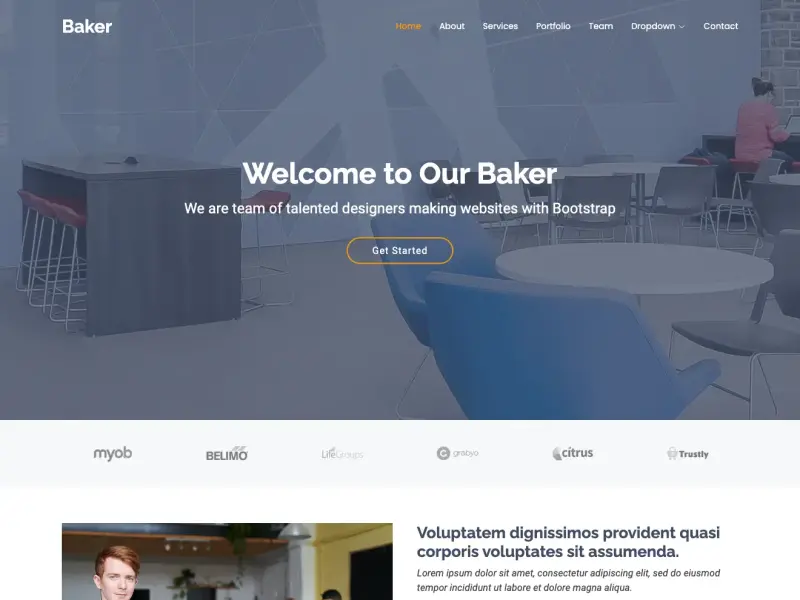 Baker
Home About Services Portfolio Team Dropdown Contact
Welcome to Our Baker
We are team of talented designers making websites with Bootstrap
Get Started
myob BELIMO LifeGroups grabyo citrus Trustly
Voluptatem dignissimos provident quasi
corporis voluptates sit assumenda.
Lorem ipsum dolor sit amet, consectetur adipiscing elit, sed do eiusmod
tempor incididunt ut labore et dolore magna aliqua.